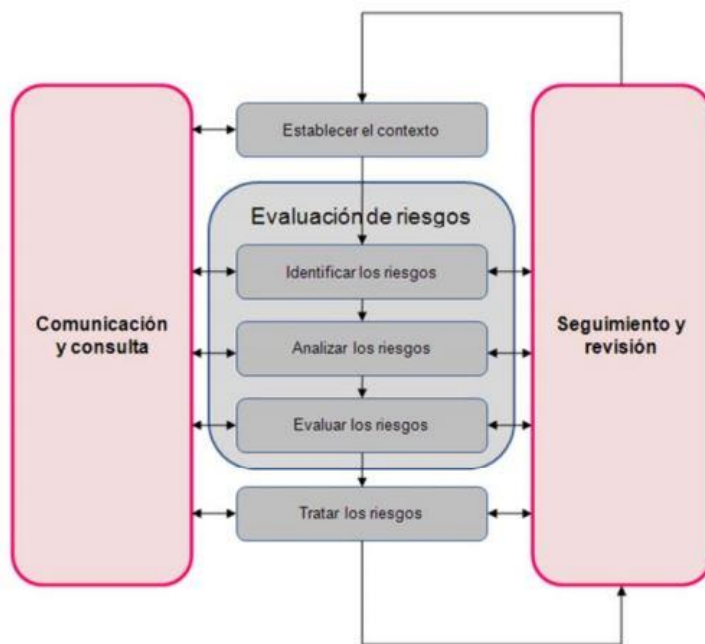 Establecer el contexto
Evaluación de riesgos
Identificar los riesgos
Comunicación
y consulta
Analizar los riesgos
Seguimiento y
revisión
Evaluar los riesgos
Tratar los riesgos